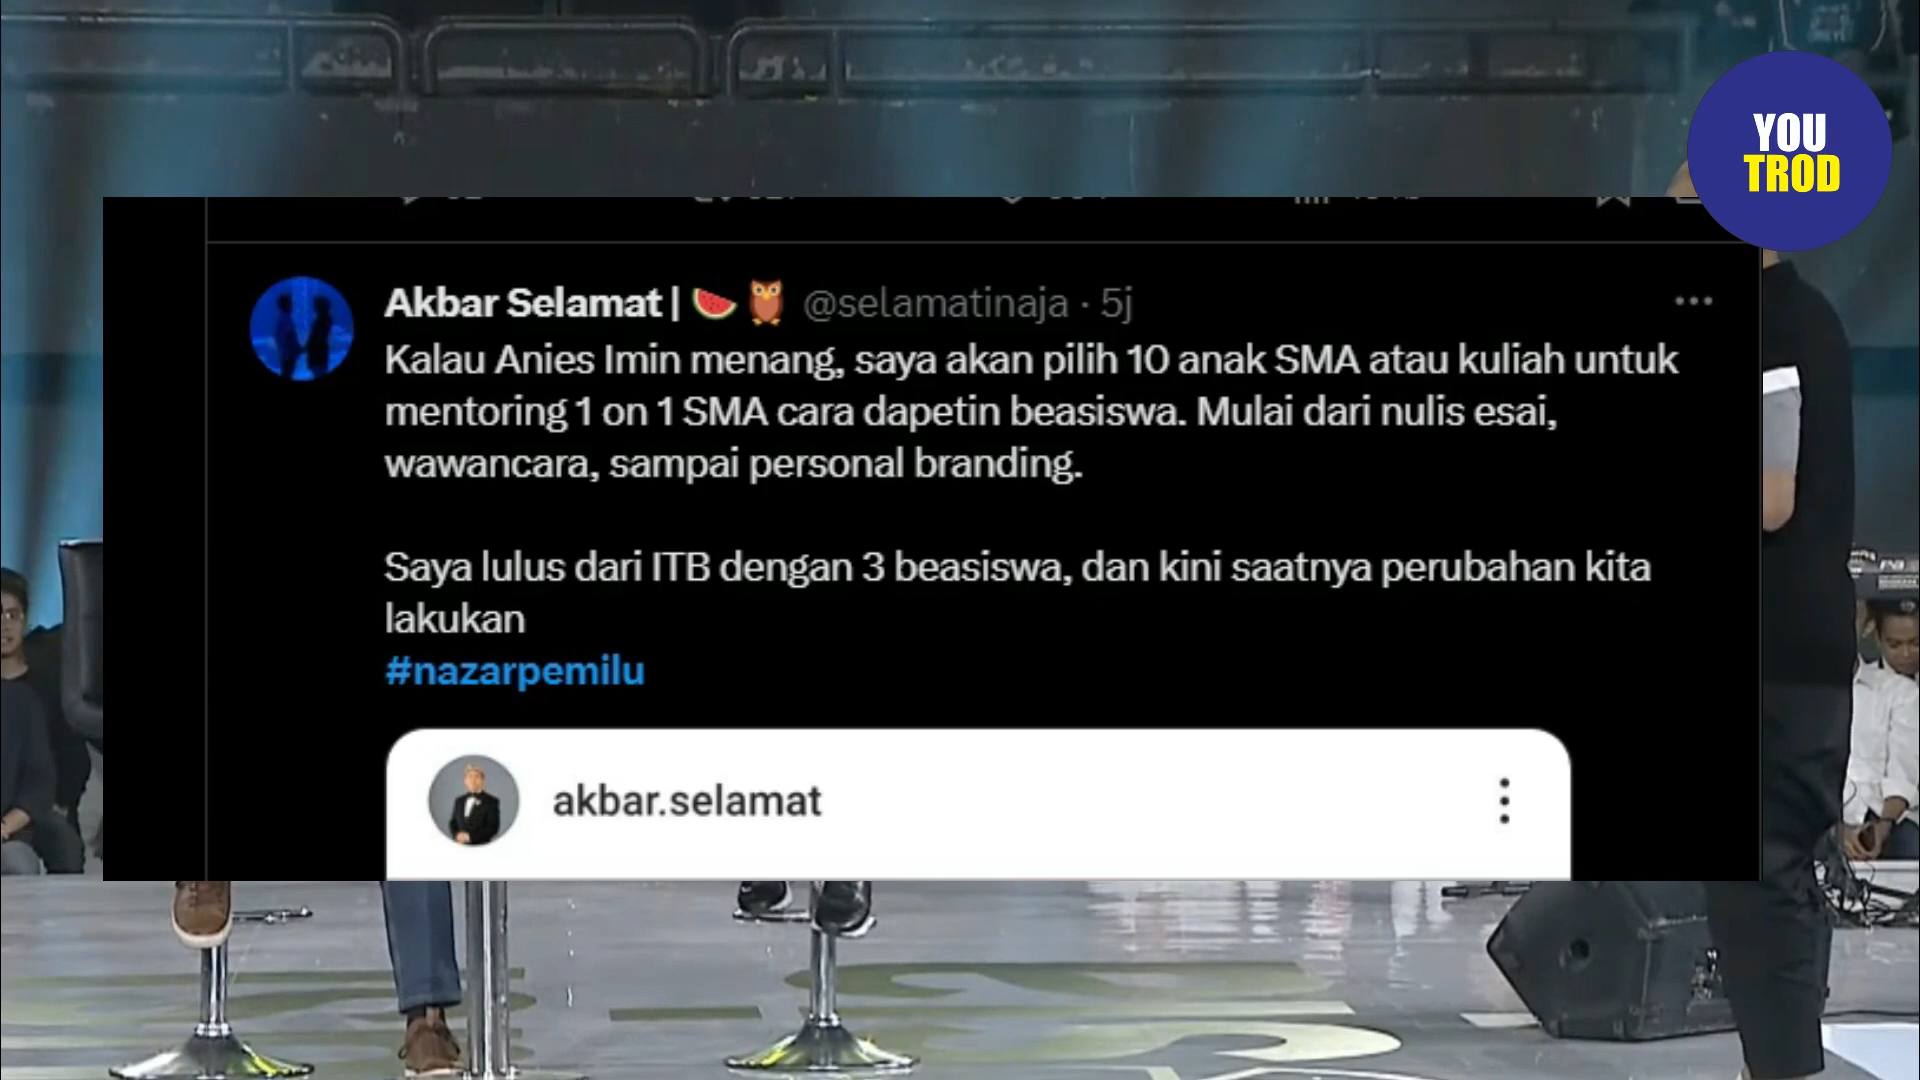 YOU
TROD
Akbar Selamat | 🍉🦉 @selamatinaja · 5j
Kalau Anies Imin menang, saya akan pilih 10 anak SMA atau kuliah untuk
mentoring 1 on 1 SMA cara dapetin beasiswa. Mulai dari nulis esai,
wawancara, sampai personal branding.
Saya lulus dari ITB dengan 3 beasiswa, dan kini saatnya perubahan kita
lakukan
#nazarpemilu
akbar.selamat